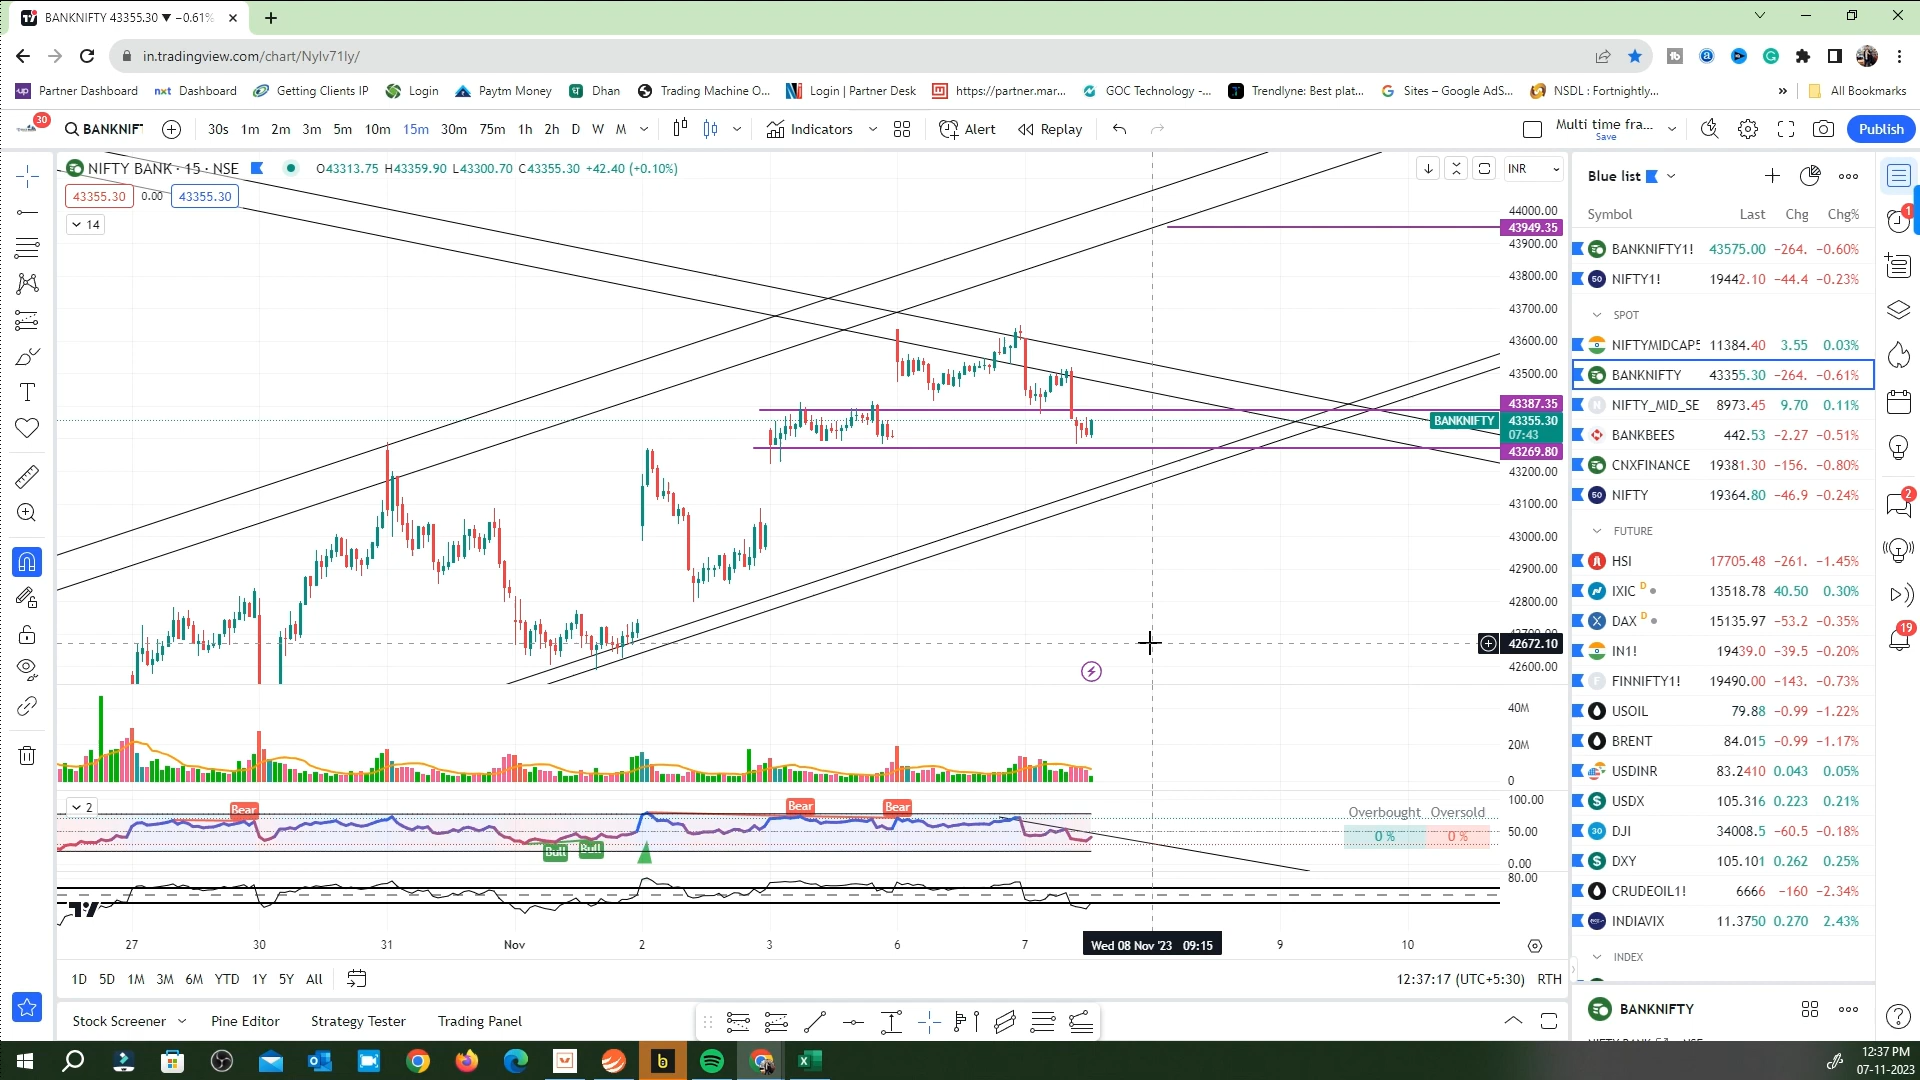 BANKNIFTY 43355.30 ▼ −0.61%
in.tradingview.com/chart/Nylv71ly/
Partner Dashboard
nxt Dashboard
Getting Clients IP
Login
Paytm Money
Dhan
Trading Machine O...
Login | Partner Desk
https://partner.mar...
GOC Technology -...
Trendlyne: Best plat...
Sites – Google AdS...
NSDL : Fortnightly...
» All Bookmarks
30 BANKNIF 30s 1m 2m 3m 5m 10m 15m 30m 75m 1h 2h D W M Indicators Alert Replay Multi time fra... Save Publish
NIFTY BANK · 15 · NSE O43313.75 H43359.90 L43300.70 C43355.30 +42.40 (+0.10%) INR
43355.30 0.00 43355.30
14
44000.00
43949.35
43900.00
43800.00
43700.00
43600.00
43500.00
43387.35
BANKNIFTY 43355.30
07:43
43269.80
43200.00
43100.00
43000.00
42900.00
42800.00
42672.10
42600.00
40M
20M
0
2
Bear Bear Bear
Bull Bull
Overbought Oversold
0 % 0 %
100.00
50.00
0.00
80.00
27 30 31 Nov 2 3 6 7 Wed 08 Nov '23 09:15 9 10
1D 5D 1M 3M 6M YTD 1Y 5Y All 12:37:17 (UTC+5:30) RTH
Stock Screener Pine Editor Strategy Tester Trading Panel
Blue list
Symbol Last Chg Chg%
BANKNIFTY1! 43575.00 −264. −0.60%
NIFTY1! 19442.10 −44.4 −0.23%
SPOT
NIFTYMIDCAP5 11384.40 3.55 0.03%
BANKNIFTY 43355.30 −264. −0.61%
NIFTY_MID_SE 8973.45 9.70 0.11%
BANKBEES 442.53 −2.27 −0.51%
CNXFINANCE 19381.30 −156. −0.80%
NIFTY 19364.80 −46.9 −0.24%
FUTURE
HSI 17705.48 −261. −1.45%
IXIC D 13518.78 40.50 0.30%
DAX D 15135.97 −53.2 −0.35%
IN1! 19439.0 −39.5 −0.20%
FINNIFTY1! 19490.00 −143. −0.73%
USOIL 79.88 −0.99 −1.22%
BRENT 84.015 −0.99 −1.17%
USDINR 83.2410 0.043 0.05%
USDX 105.316 0.223 0.21%
DJI 34008.5 −60.5 −0.18%
DXY 105.101 0.262 0.25%
CRUDEOIL1! 6666 −160 −2.34%
INDIAVIX 11.3750 0.270 2.43%
INDEX
BANKNIFTY
1
2
19
12:37 PM
07-11-2023